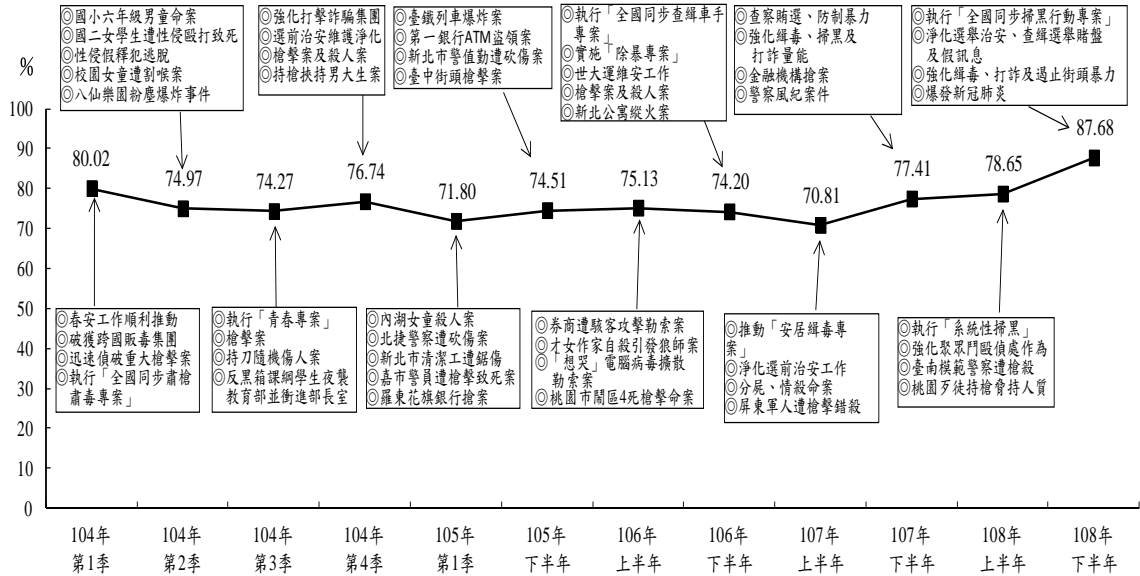 ◎國小六年級男童命案
◎國二女學生遭性侵毆打致死
◎性侵假釋犯逃脫
◎校園女童遭割喉案
◎八仙樂園粉塵爆炸事件
◎強化打擊詐騙集團
◎選前治安維護淨化
◎槍擊案及殺人案
◎持槍挾持男大生案
◎臺鐵列車爆炸案
◎第一銀行ATM盜領案
◎新北市警值勤遭砍傷案
◎臺中街頭槍擊案
◎執行「全國同步查緝車手
專案」
◎實施「除暴專案」
◎世大運維安工作
◎槍擊案及殺人案
◎新北公寓縱火案
◎查察賄選、防制暴力
◎強化緝毒、掃黑及
打詐量能
◎金融機構搶案
◎警察風紀案件
◎執行「全國同步掃黑行動專案」
◎淨化選舉治安、查緝選舉賭盤
及假訊息
◎強化緝毒、打詐及遏止街頭暴力
◎爆發新冠肺炎
%
100
90
80
70
60
50
40
30
20
10
0
80.02
74.97
74.27
76.74
71.80
74.51
75.13
74.20
70.81
77.41
78.65
87.68
◎春安工作順利推動
◎破獲跨國販毒集團
◎迅速偵破重大槍擊案
◎執行「全國同步肅槍
肅毒專案」
◎執行「青春專案」
◎槍擊案
◎持刀隨機傷人案
◎反黑箱課綱學生夜襲
教育部並衝進部長室
◎內湖女童殺人案
◎北捷警察遭砍傷案
◎新北市清潔工遭鋸傷
◎嘉市警員遭槍擊致死案
◎羅東花旗銀行搶案
◎券商遭駭客攻擊勒索案
◎才女作家自殺引發狼師案
◎「想哭」電腦病毒擴散
勒索案
◎桃園市鬧區4死槍擊命案
◎推動「安居緝毒專
案」
◎淨化選前治安工作
◎分屍、情殺命案
◎屏東軍人遭槍擊錯殺
◎執行「系統性掃黑」
◎強化聚眾鬥毆偵處作為
◎臺南模範警察遭槍殺
◎桃園歹徒持槍脅持人質
104年
第1季
104年
第2季
104年
第3季
104年
第4季
105年
第1季
105年
下半年
106年
上半年
106年
下半年
107年
上半年
107年
下半年
108年
上半年
108年
下半年